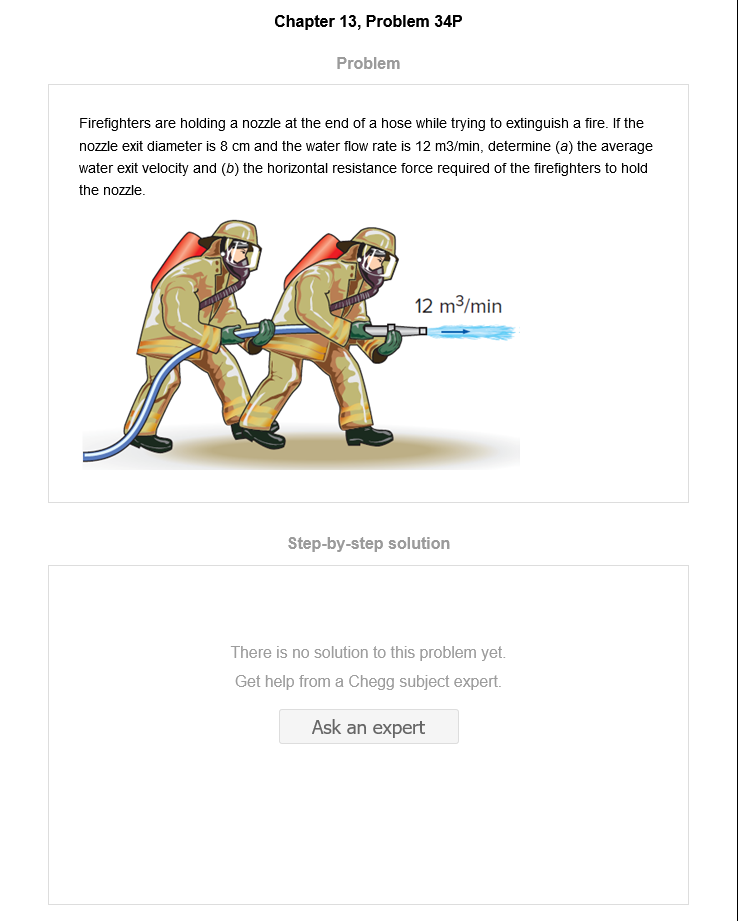 Chapter 13, Problem 34P
Problem
Firefighters are holding a nozzle at the end of a hose while trying to extinguish a fire. If the
nozzle exit diameter is 8 cm and the water flow rate is 12 m3/min, determine (a) the average
water exit velocity and (b) the horizontal resistance force required of the firefighters to hold
the nozzle.
12 m³/min
Step-by-step solution
There is no solution to this problem yet.
Get help from a Chegg subject expert.
Ask an expert